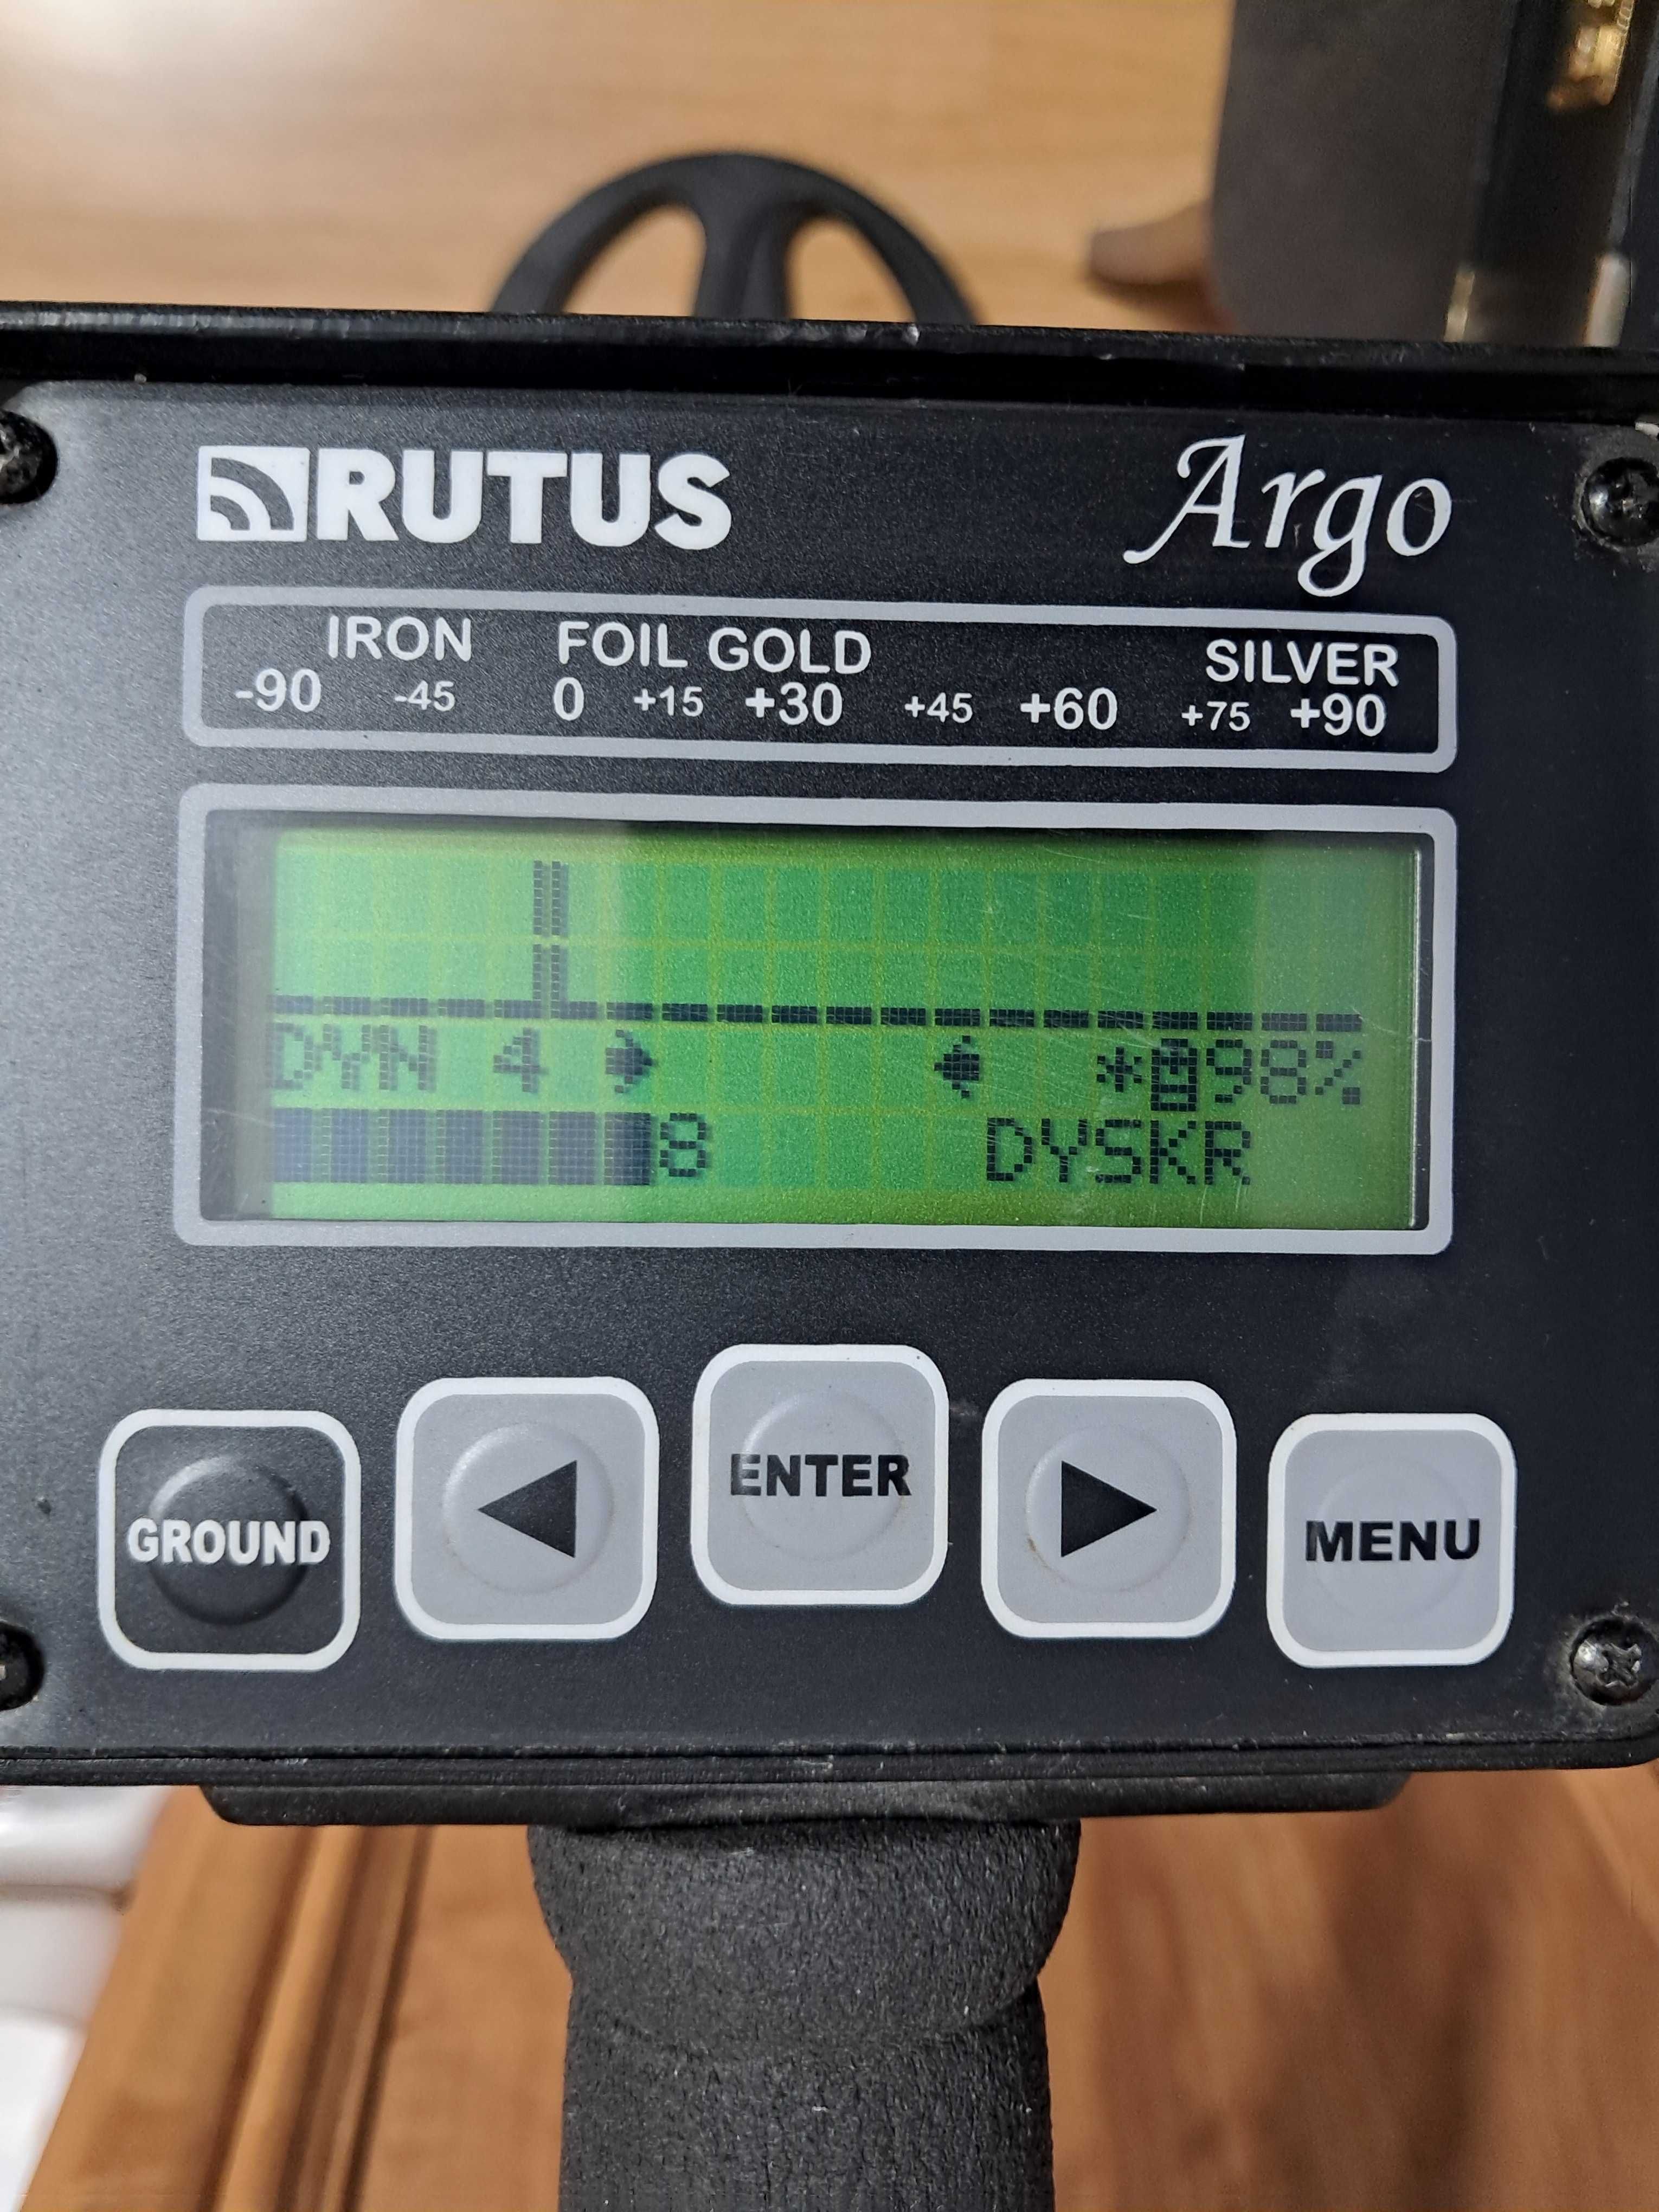 RUTUS Argo
IRON FOIL GOLD SILVER
-90 -45 0 +15 +30 +45 +60 +75 +90
DYN 4 *98%
8 DYSKR
GROUND ENTER MENU